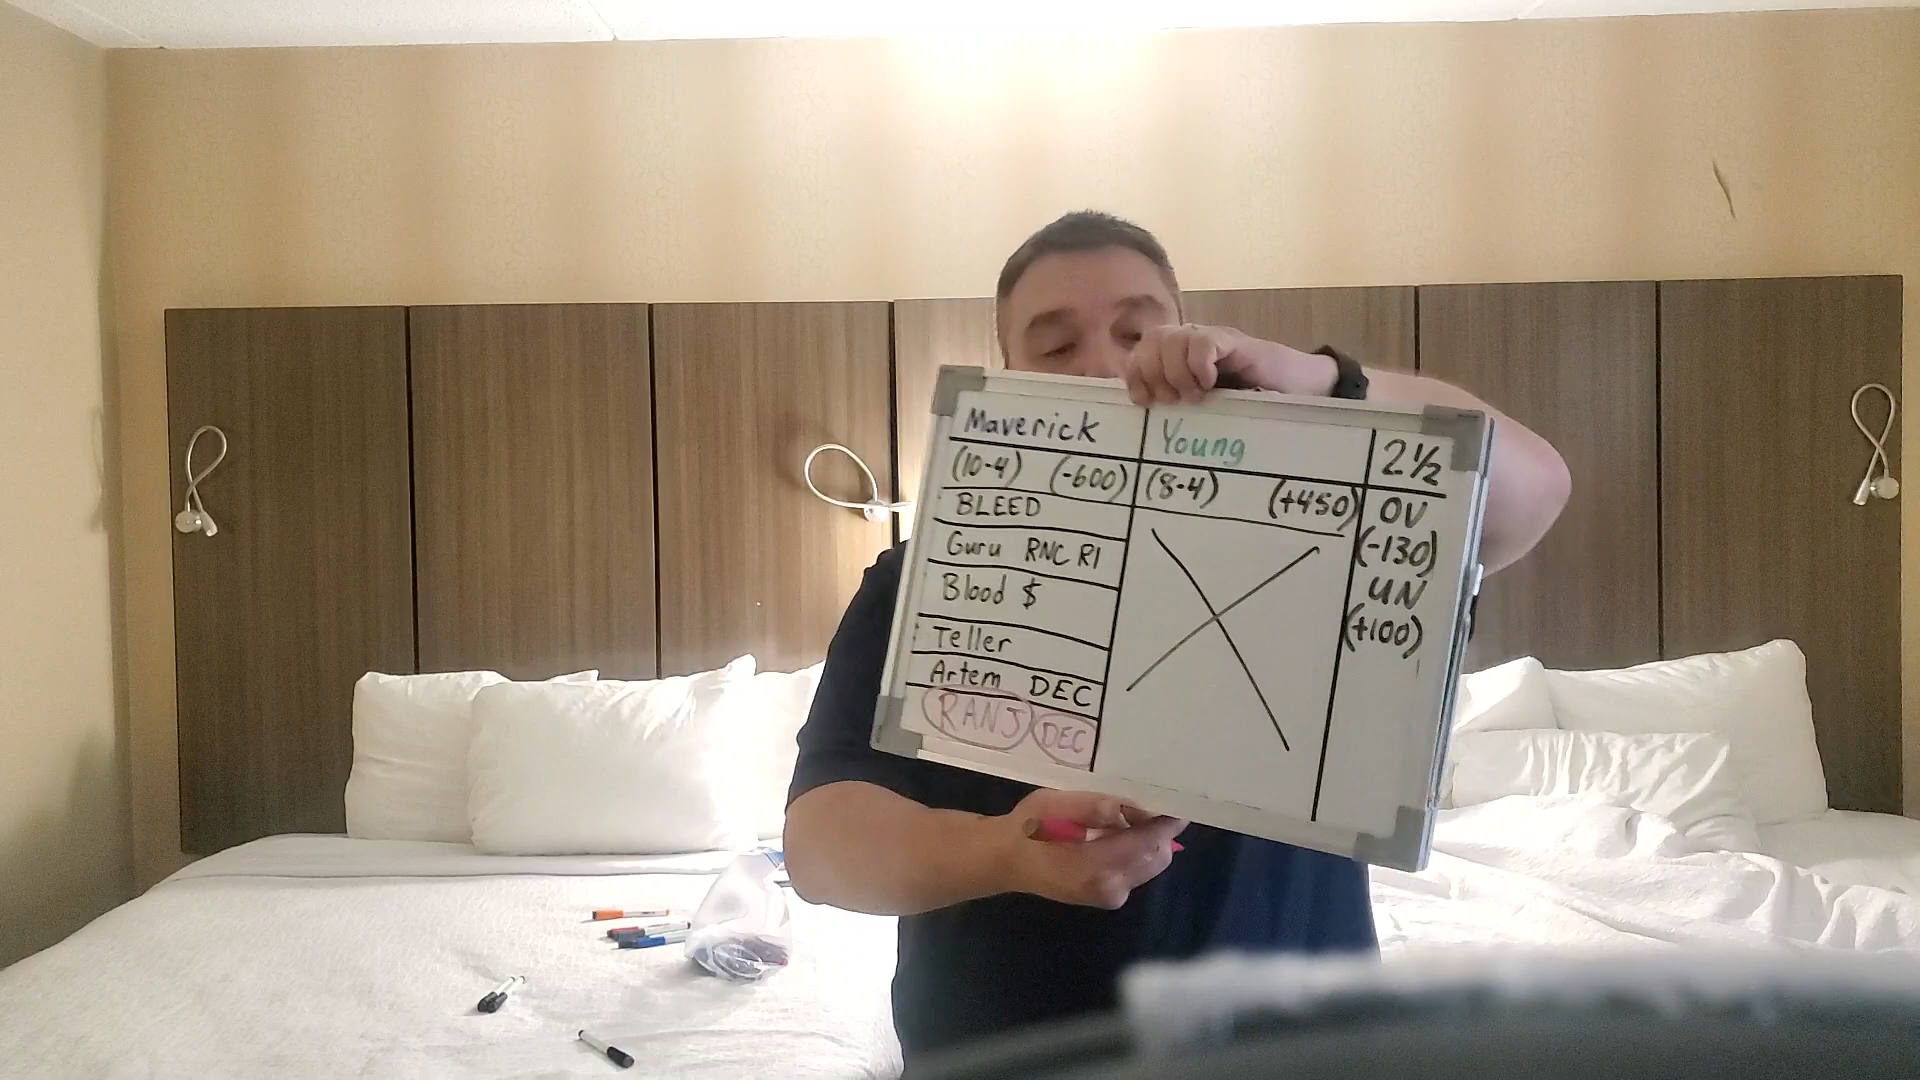 Maverick
Young
2½
(10-4) (-600)
(8-4) (+450)
OV
(-130)
UN
(+100)
BLEED
Guru RNC R1
Blood $
Teller
Artem DEC
RANJ DEC